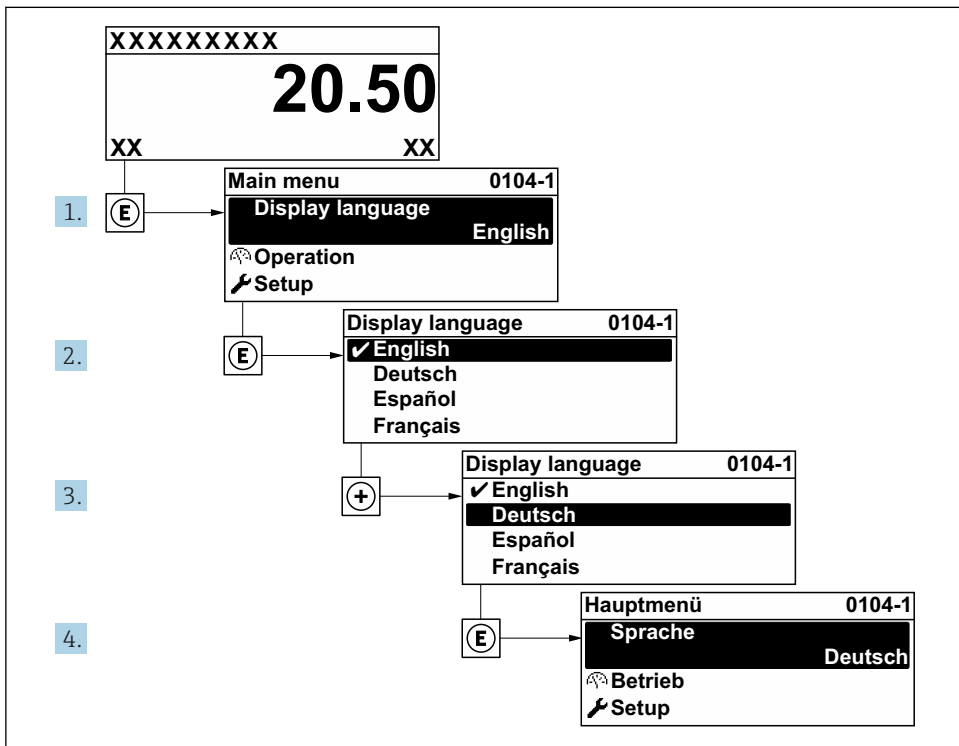 XXXXXXXXX
20.50
XX XX
1. E
Main menu 0104-1
Display language
English
Operation
Setup
2. E
Display language 0104-1
✔English
Deutsch
Español
Français
3. +
Display language 0104-1
✔English
Deutsch
Español
Français
4. E
Hauptmenü 0104-1
Sprache
Deutsch
Betrieb
Setup